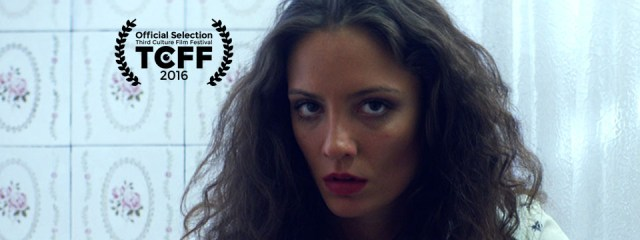 Official Selection
Third Culture Film Festival
TCFF
2016